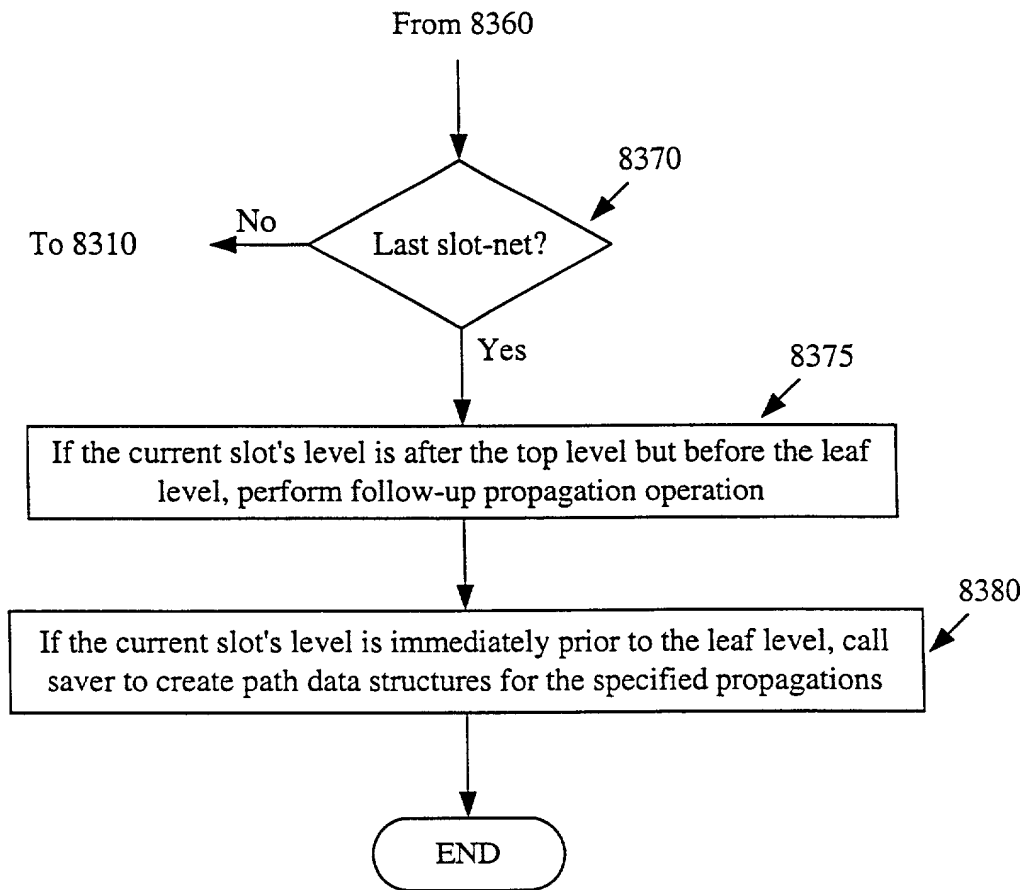 From 8360
8370
No
To 8310
Last slot-net?
Yes
8375
If the current slot's level is after the top level but before the leaf
level, perform follow-up propagation operation
8380
If the current slot's level is immediately prior to the leaf level, call
saver to create path data structures for the specified propagations
END